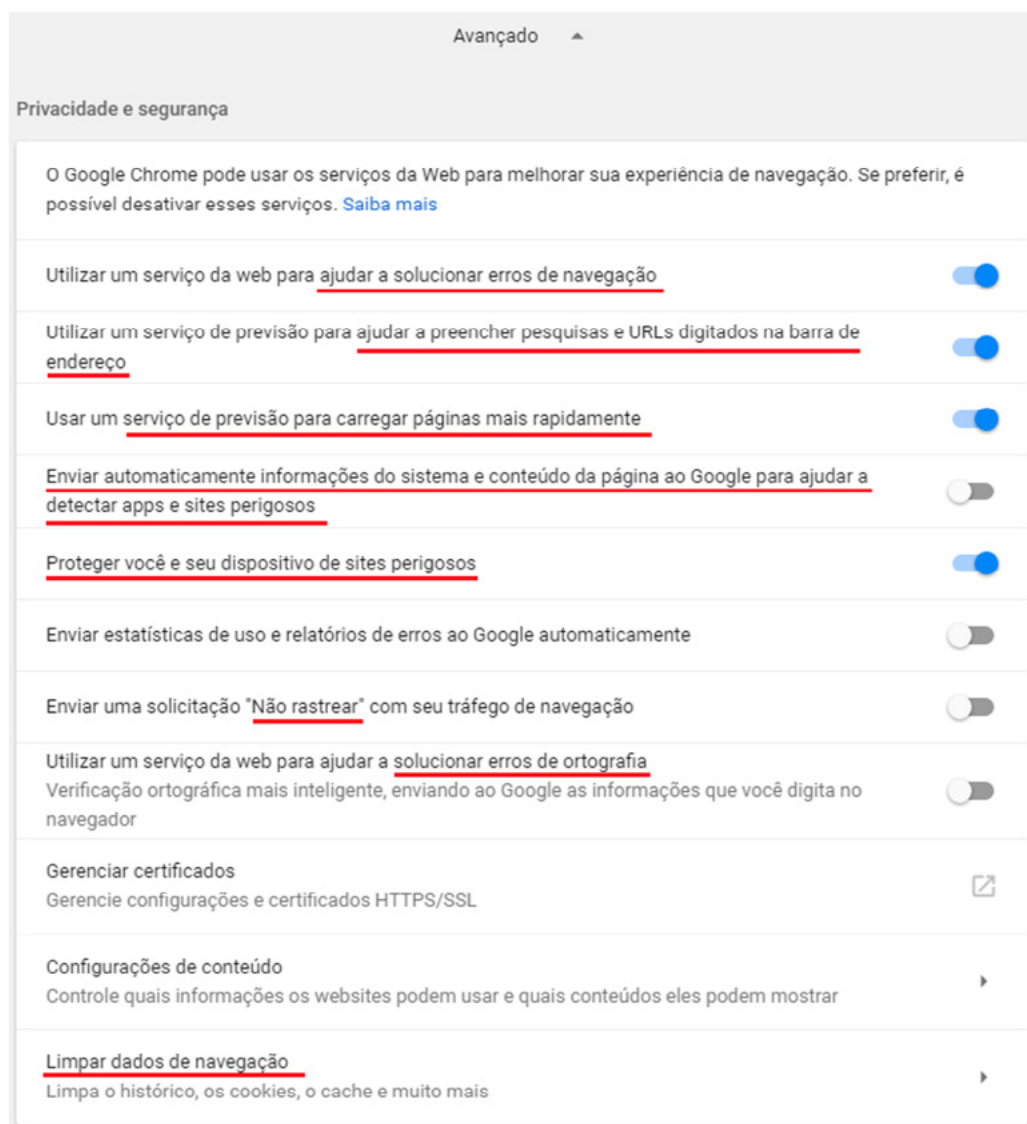 Avançado
Privacidade e segurança
O Google Chrome pode usar os serviços da Web para melhorar sua experiência de navegação. Se preferir, é
possível desativar esses serviços. Saiba mais
Utilizar um serviço da web para ajudar a solucionar erros de navegação
Utilizar um serviço de previsão para ajudar a preencher pesquisas e URLs digitados na barra de
endereço
Usar um serviço de previsão para carregar páginas mais rapidamente
Enviar automaticamente informações do sistema e conteúdo da página ao Google para ajudar a
detectar apps e sites perigosos
Proteger você e seu dispositivo de sites perigosos
Enviar estatísticas de uso e relatórios de erros ao Google automaticamente
Enviar uma solicitação "Não rastrear" com seu tráfego de navegação
Utilizar um serviço da web para ajudar a solucionar erros de ortografia
Verificação ortográfica mais inteligente, enviando ao Google as informações que você digita no
navegador
Gerenciar certificados
Gerencie configurações e certificados HTTPS/SSL
Configurações de conteúdo
Controle quais informações os websites podem usar e quais conteúdos eles podem mostrar
Limpar dados de navegação
Limpa o histórico, os cookies, o cache e muito mais